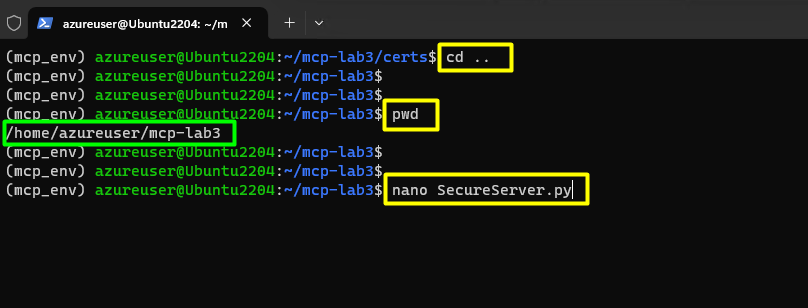 azureuser@Ubuntu2204: ~/m
(mcp_env) azureuser@Ubuntu2204:~/mcp-lab3/certs$ cd ..
(mcp_env) azureuser@Ubuntu2204:~/mcp-lab3$
(mcp_env) azureuser@Ubuntu2204:~/mcp-lab3$
(mcp_env) azureuser@Ubuntu2204:~/mcp-lab3$ pwd
/home/azureuser/mcp-lab3
(mcp_env) azureuser@Ubuntu2204:~/mcp-lab3$
(mcp_env) azureuser@Ubuntu2204:~/mcp-lab3$
(mcp_env) azureuser@Ubuntu2204:~/mcp-lab3$ nano SecureServer.py